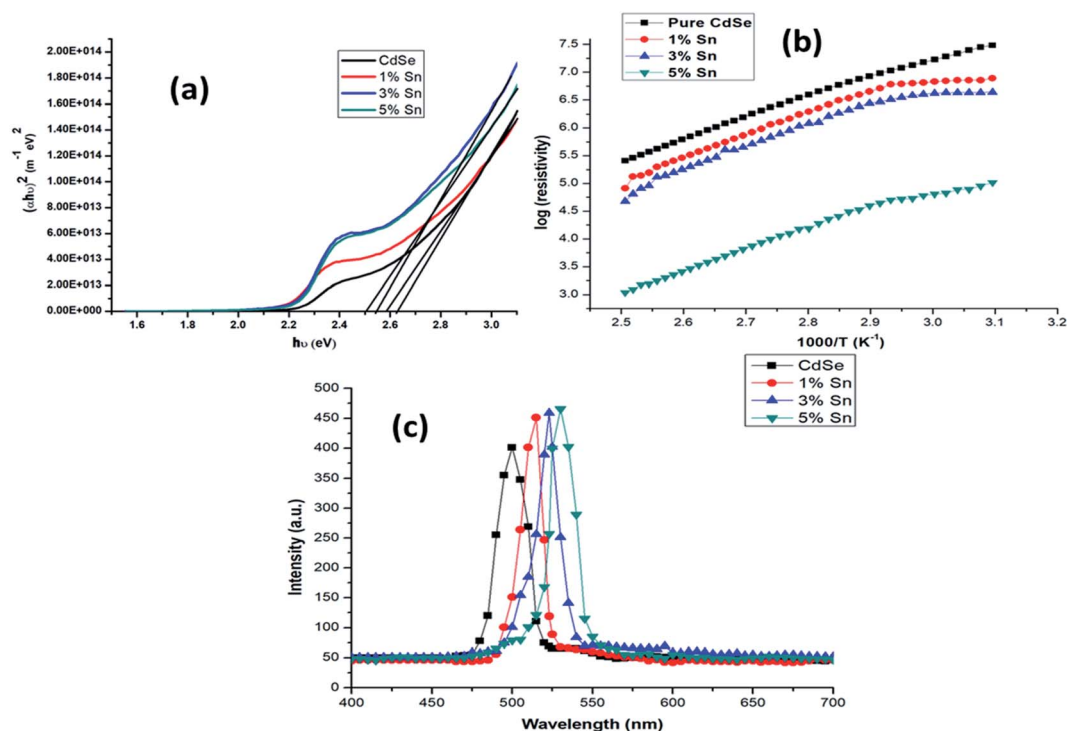 (a)
CdSe
1% Sn
3% Sn
5% Sn
2.00E+014
1.80E+014
1.60E+014
1.40E+014
1.20E+014
1.00E+014
8.00E+013
6.00E+013
4.00E+013
2.00E+013
0.00E+000
(αhυ)² (m⁻¹ eV)²
1.6 1.8 2.0 2.2 2.4 2.6 2.8 3.0
hυ (eV)
(b)
Pure CdSe
1% Sn
3% Sn
5% Sn
7.5
7.0
6.5
6.0
5.5
5.0
4.5
4.0
3.5
3.0
log (resistivity)
2.5 2.6 2.7 2.8 2.9 3.0 3.1 3.2
1000/T (K⁻¹)
(c)
CdSe
1% Sn
3% Sn
5% Sn
500
450
400
350
300
250
200
150
100
50
0
Intensity (a.u.)
400 450 500 550 600 650 700
Wavelength (nm)